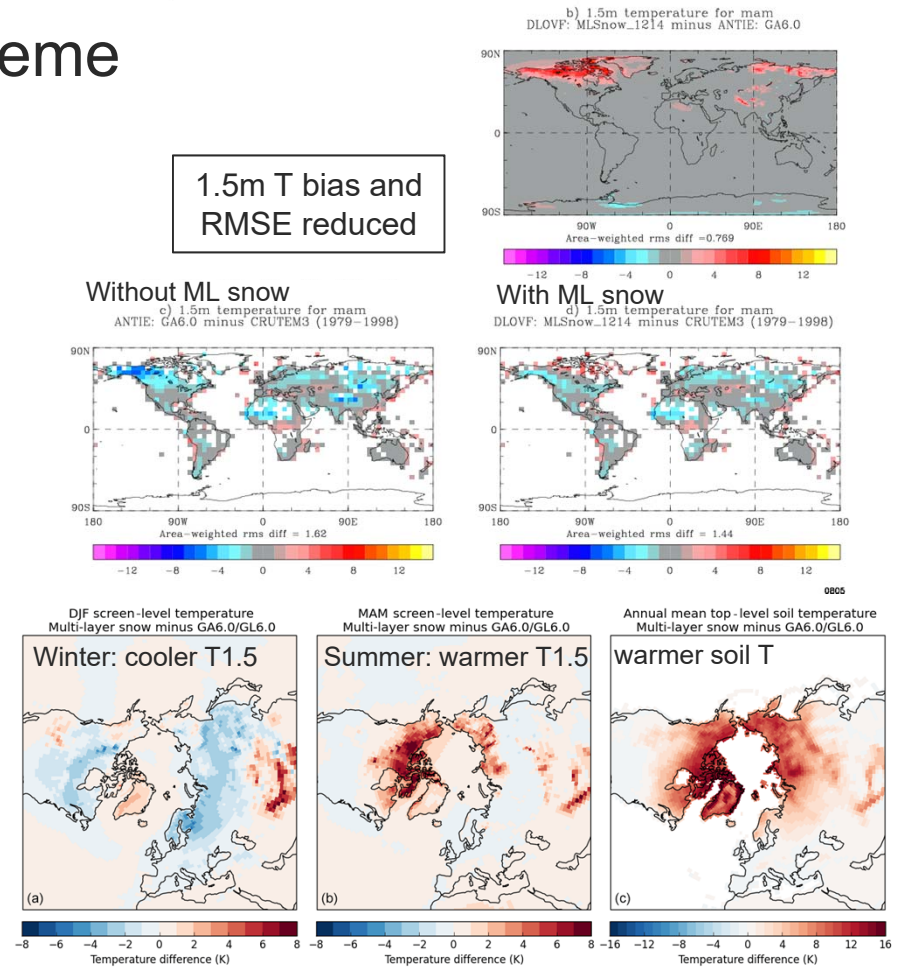 eme
1.5m T bias and
RMSE reduced
b) 1.5m temperature for mam
DLOVF: MLSnow_1214 minus ANTIE: GA6.0
90N
0
90S
90W 0 90E 180
Area-weighted rms diff =0.769
-12 -8 -4 0 4 8 12
Without ML snow
c) 1.5m temperature for mam
ANTIE: GA6.0 minus CRUTEM3 (1979-1998)
90N
0
90S
180 90W 0 90E 180
Area-weighted rms diff = 1.62
-12 -8 -4 0 4 8 12
With ML snow
d) 1.5m temperature for mam
DLOVF: MLSnow_1214 minus CRUTEM3 (1979-1998)
90N
0
90S
180 90W 0 90E 180
Area-weighted rms diff = 1.44
-12 -8 -4 0 4 8 12
0805
DJF screen-level temperature
Multi-layer snow minus GA6.0/GL6.0
Winter: cooler T1.5
(a)
-8 -6 -4 -2 0 2 4 6 8
Temperature difference (K)
MAM screen-level temperature
Multi-layer snow minus GA6.0/GL6.0
Summer: warmer T1.5
(b)
-8 -6 -4 -2 0 2 4 6 8
Temperature difference (K)
Annual mean top-level soil temperature
Multi-layer snow minus GA6.0/GL6.0
warmer soil T
(c)
-16 -12 -8 -4 0 4 8 12 16
Temperature difference (K)